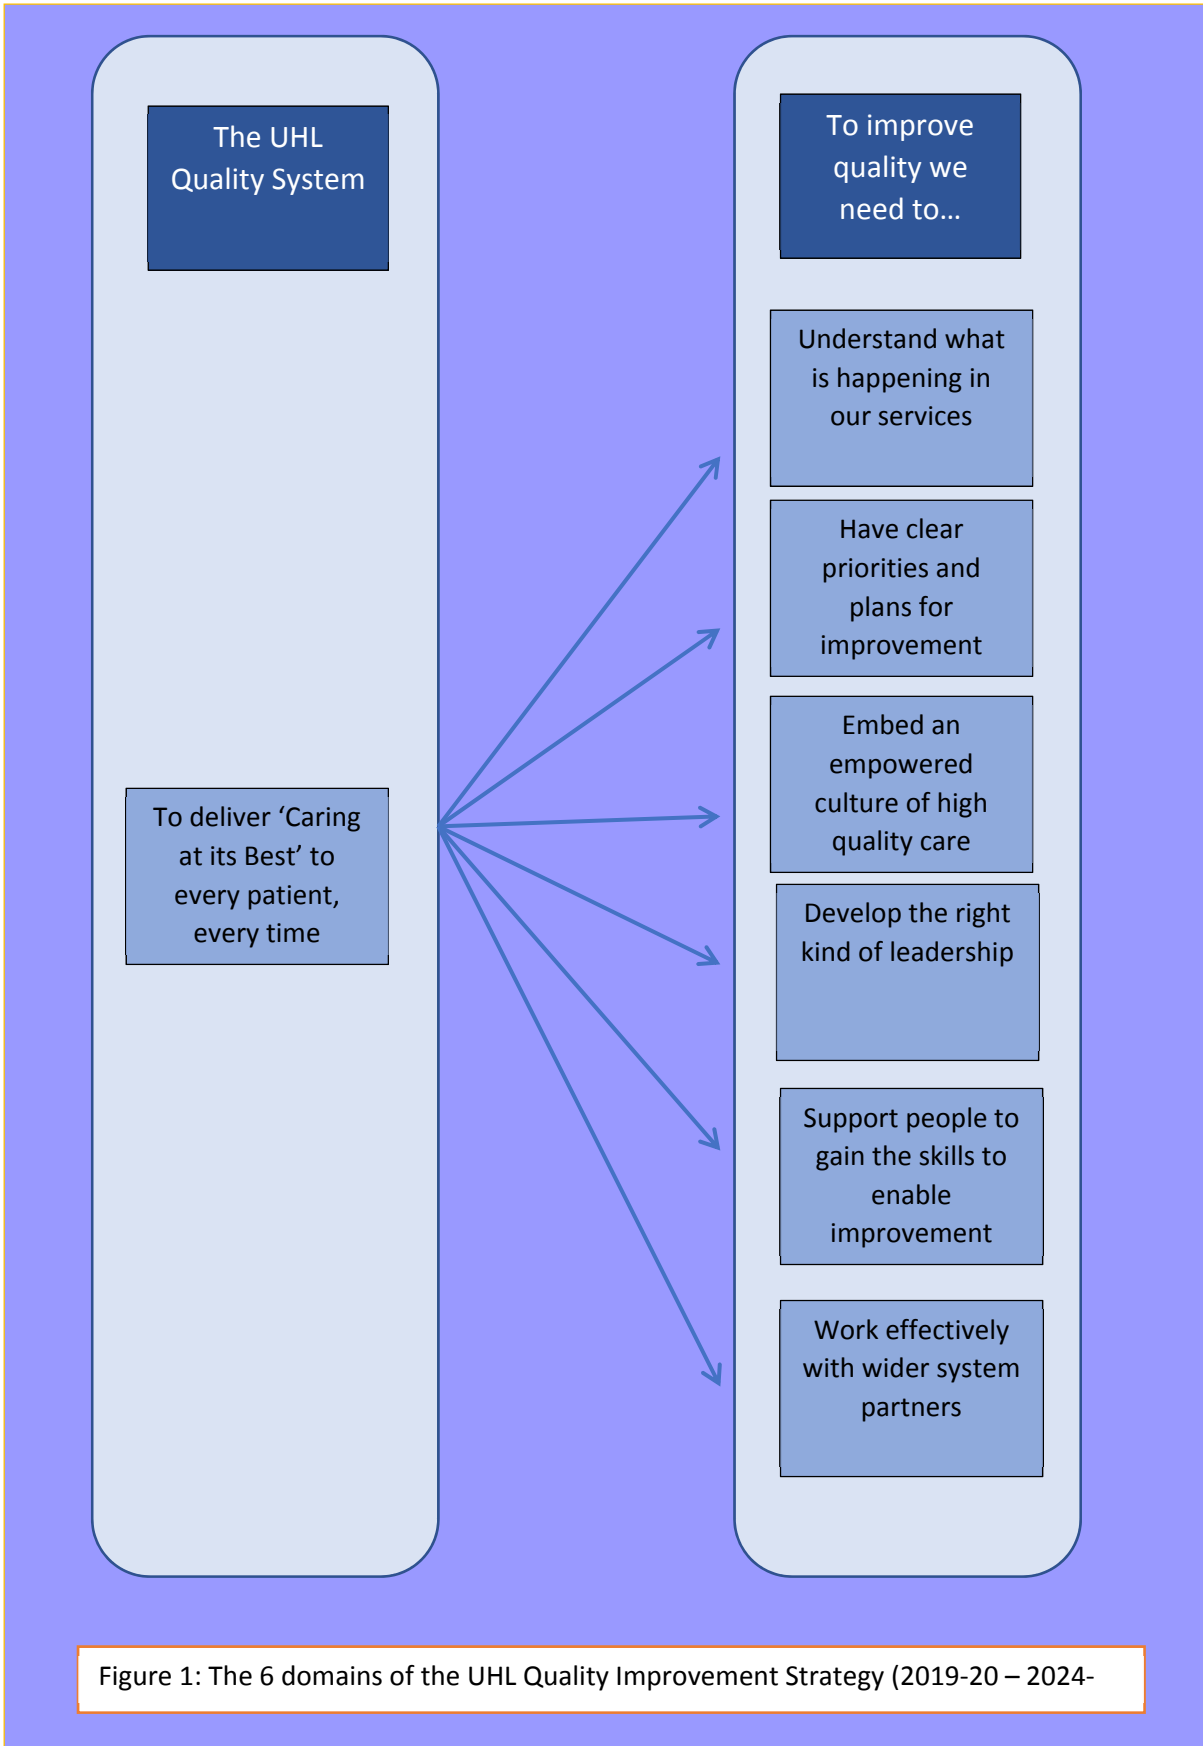 The UHL
Quality System
To deliver ‘Caring
at its Best’ to
every patient,
every time
To improve
quality we
need to…
Understand what
is happening in
our services
Have clear
priorities and
plans for
improvement
Embed an
empowered
culture of high
quality care
Develop the right
kind of leadership
Support people to
gain the skills to
enable
improvement
Work effectively
with wider system
partners
Figure 1: The 6 domains of the UHL Quality Improvement Strategy (2019-20 – 2024-